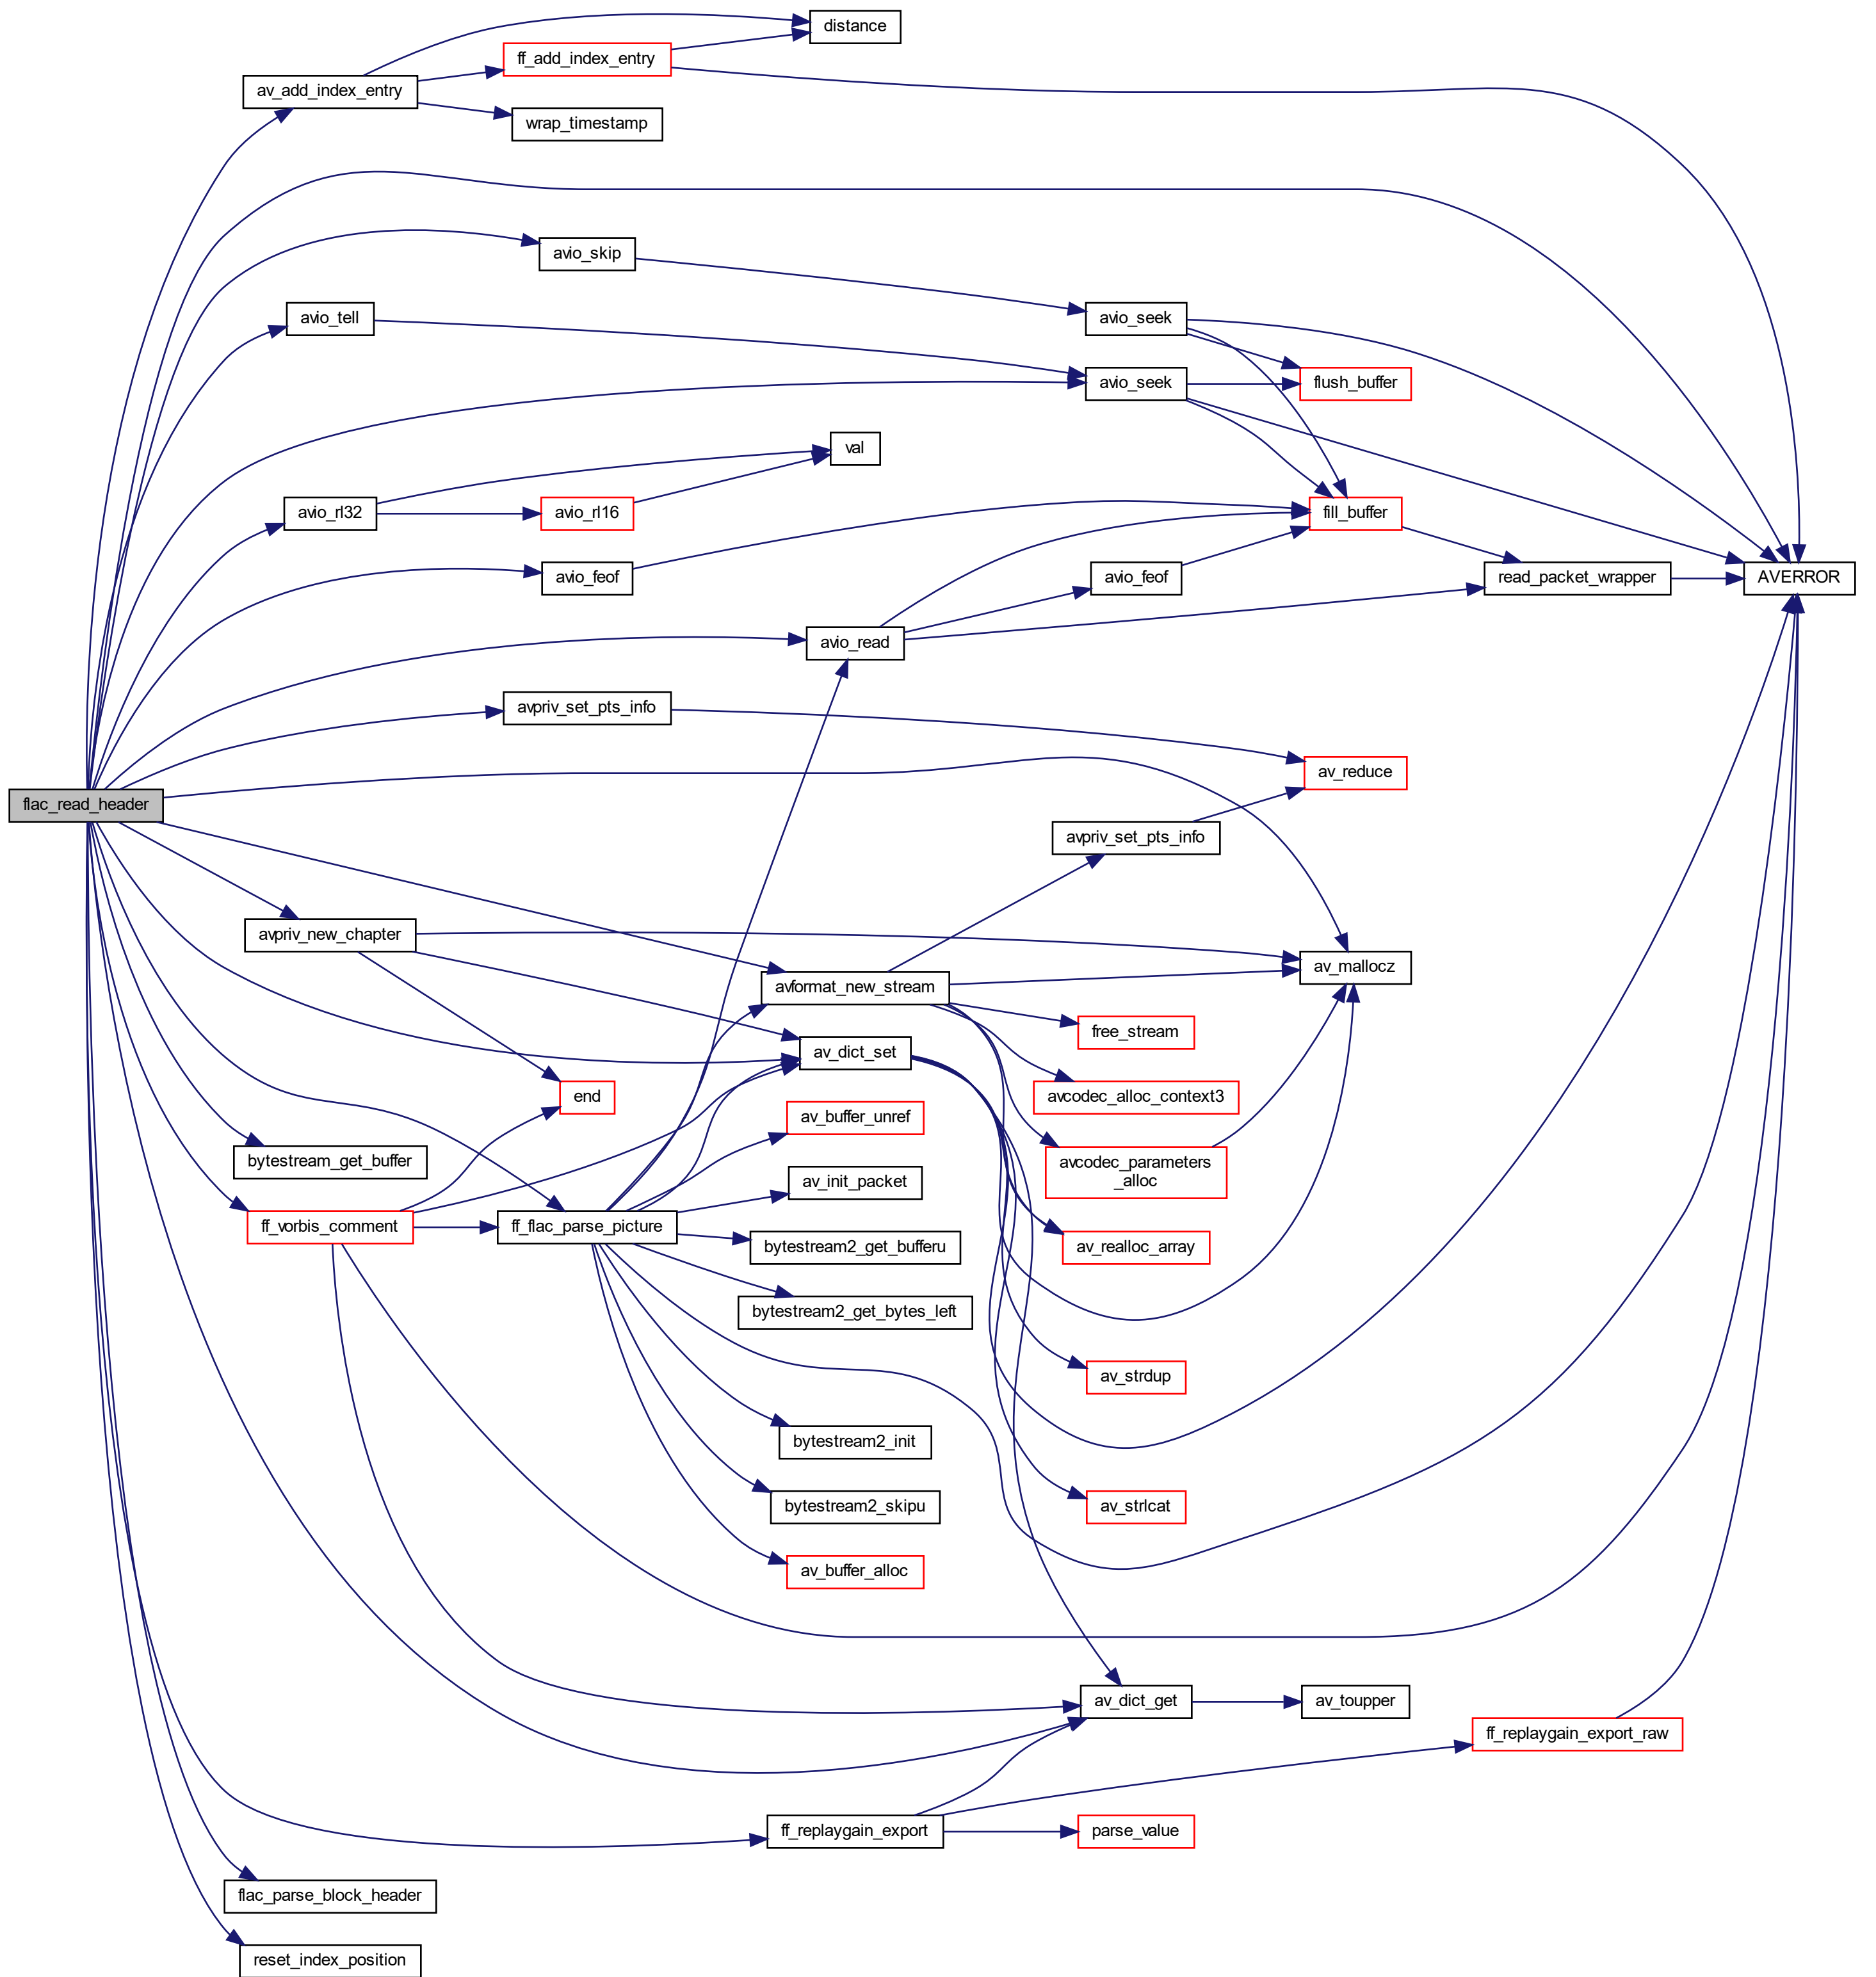 distance
ff_add_index_entry
av_add_index_entry
wrap_timestamp
avio_skip
avio_tell
avio_seek
avio_seek
flush_buffer
val
avio_rl32
avio_rl16
fill_buffer
avio_feof
avio_feof
read_packet_wrapper
AVERROR
avio_read
avpriv_set_pts_info
av_reduce
flac_read_header
avpriv_set_pts_info
avpriv_new_chapter
av_mallocz
avformat_new_stream
free_stream
av_dict_set
end
avcodec_alloc_context3
av_buffer_unref
bytestream_get_buffer
avcodec_parameters
_alloc
av_init_packet
ff_vorbis_comment
ff_flac_parse_picture
bytestream2_get_bufferu
av_realloc_array
bytestream2_get_bytes_left
av_strdup
bytestream2_init
bytestream2_skipu
av_strlcat
av_buffer_alloc
av_dict_get
av_toupper
ff_replaygain_export_raw
ff_replaygain_export
parse_value
flac_parse_block_header
reset_index_position